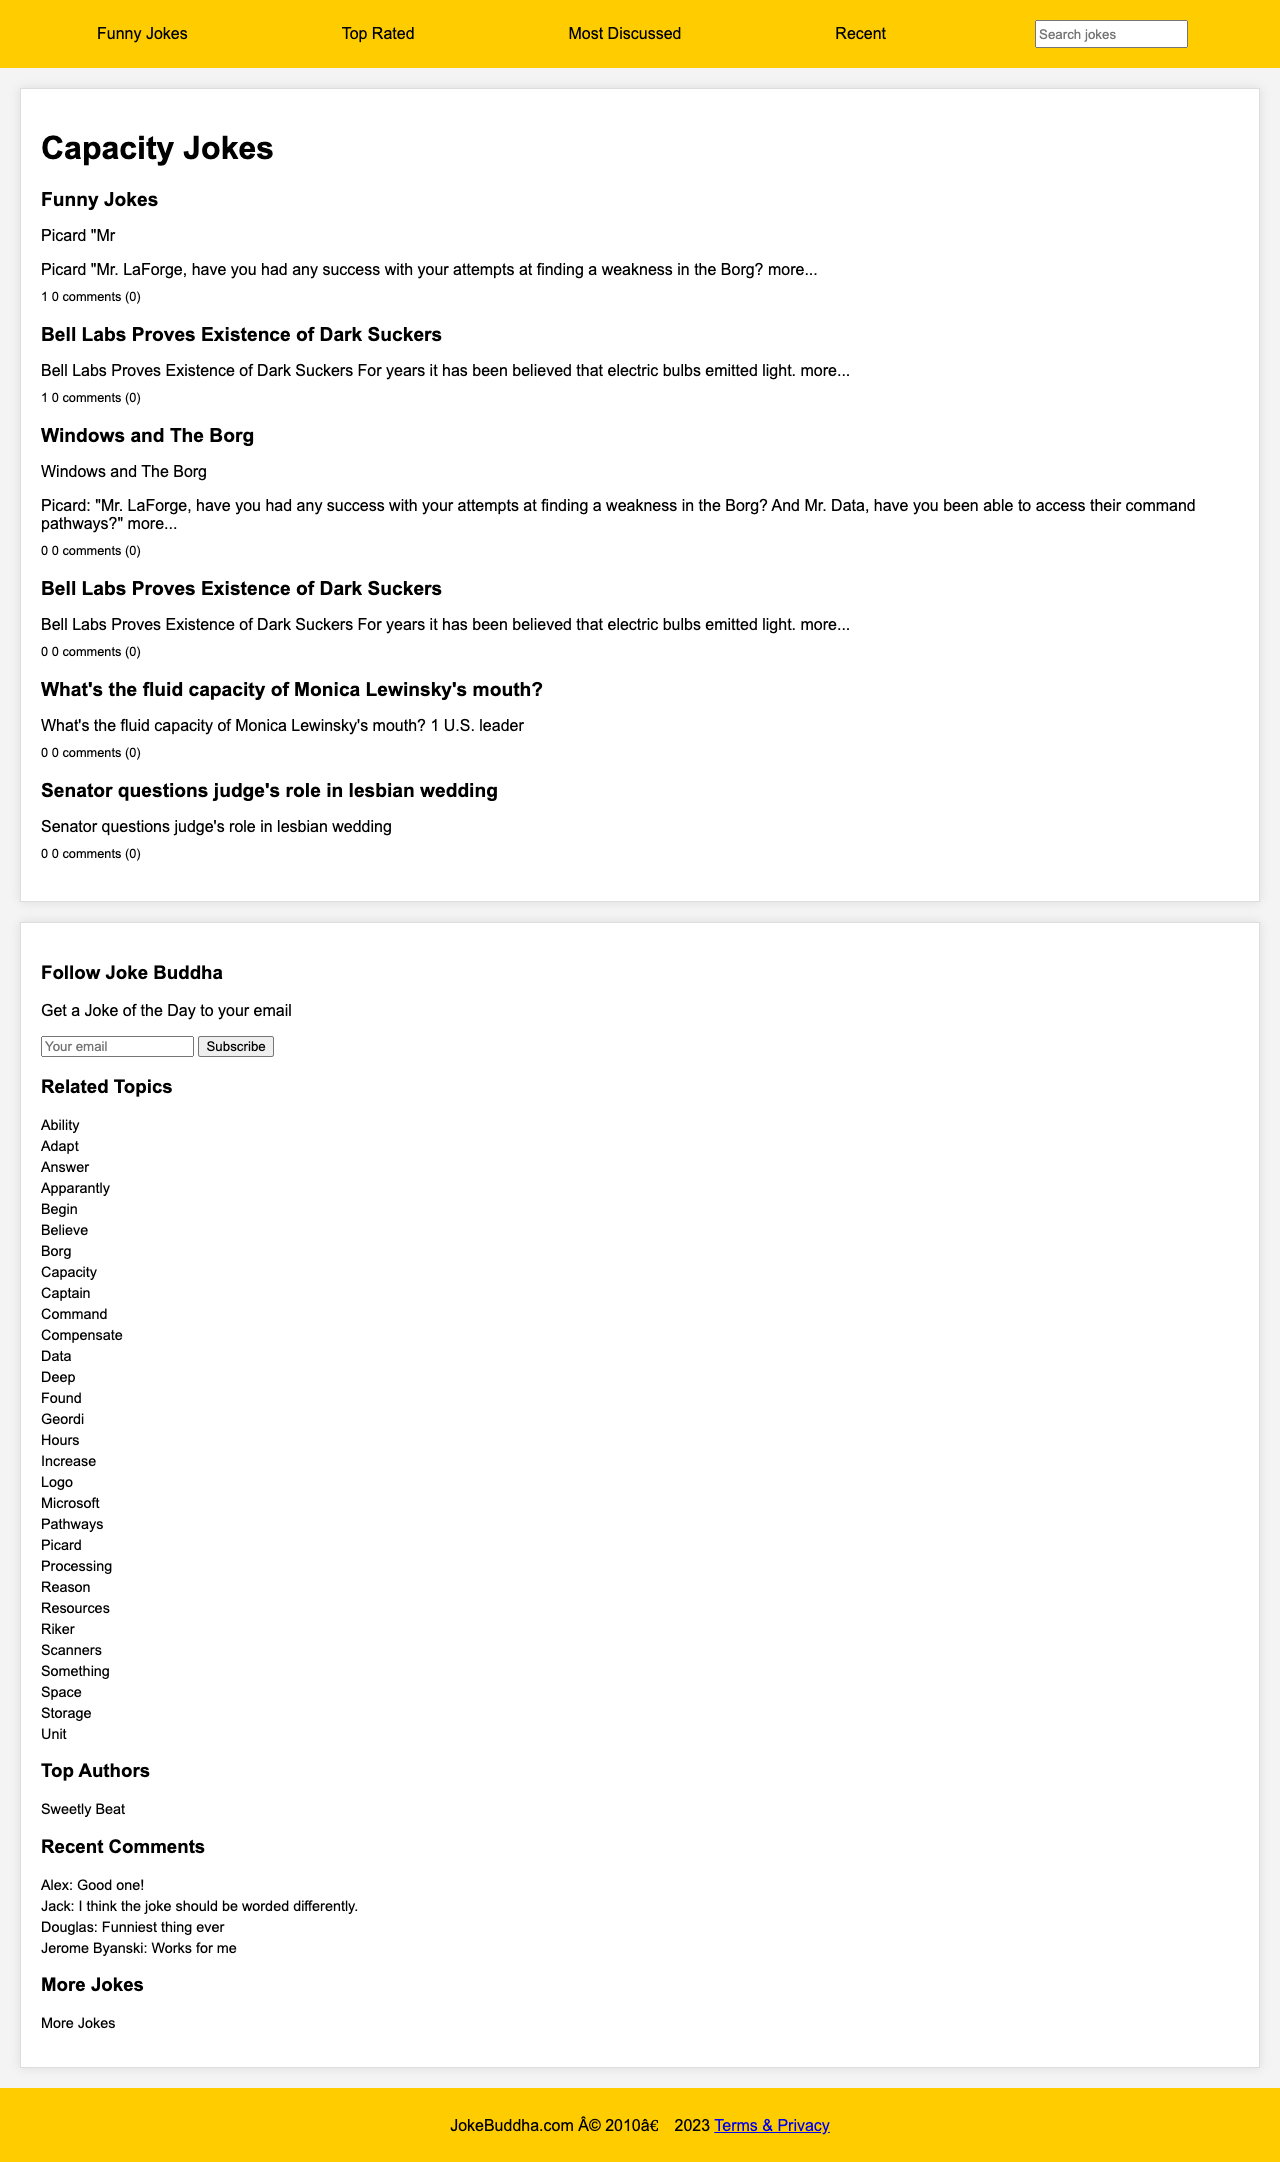 Funny Jokes Top Rated Most Discussed Recent Search jokes
Capacity Jokes
Funny Jokes
Picard "Mr
Picard "Mr. LaForge, have you had any success with your attempts at finding a weakness in the Borg? more...
1 0 comments (0)
Bell Labs Proves Existence of Dark Suckers
Bell Labs Proves Existence of Dark Suckers For years it has been believed that electric bulbs emitted light. more...
1 0 comments (0)
Windows and The Borg
Windows and The Borg
Picard: "Mr. LaForge, have you had any success with your attempts at finding a weakness in the Borg? And Mr. Data, have you been able to access their command
pathways?" more...
0 0 comments (0)
Bell Labs Proves Existence of Dark Suckers
Bell Labs Proves Existence of Dark Suckers For years it has been believed that electric bulbs emitted light. more...
0 0 comments (0)
What's the fluid capacity of Monica Lewinsky's mouth?
What's the fluid capacity of Monica Lewinsky's mouth? 1 U.S. leader
0 0 comments (0)
Senator questions judge's role in lesbian wedding
Senator questions judge's role in lesbian wedding
0 0 comments (0)
Follow Joke Buddha
Get a Joke of the Day to your email
Your email Subscribe
Related Topics
Ability
Adapt
Answer
Apparantly
Begin
Believe
Borg
Capacity
Captain
Command
Compensate
Data
Deep
Found
Geordi
Hours
Increase
Logo
Microsoft
Pathways
Picard
Processing
Reason
Resources
Riker
Scanners
Something
Space
Storage
Unit
Top Authors
Sweetly Beat
Recent Comments
Alex: Good one!
Jack: I think the joke should be worded differently.
Douglas: Funniest thing ever
Jerome Byanski: Works for me
More Jokes
More Jokes
JokeBuddha.com Â© 2010â€ 2023 Terms & Privacy